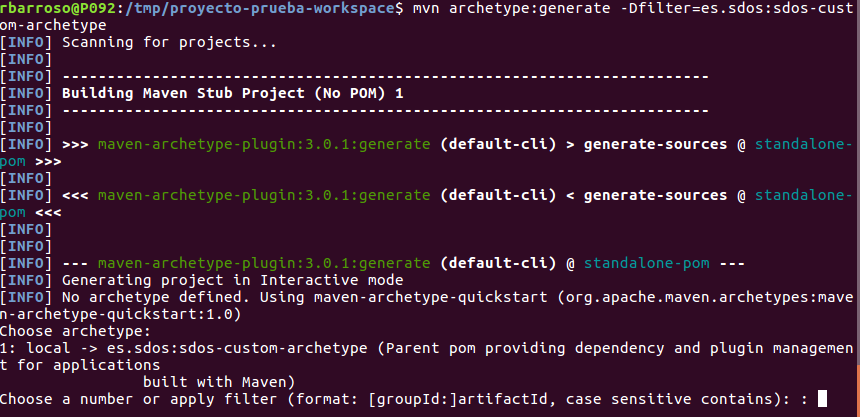 rbarroso@P092:/tmp/proyecto-prueba-workspace$ mvn archetype:generate -Dfilter=es.sdos:sdos-cust
om-archetype
[INFO] Scanning for projects...
[INFO]
[INFO] ------------------------------------------------------------------------
[INFO] Building Maven Stub Project (No POM) 1
[INFO] ------------------------------------------------------------------------
[INFO]
[INFO] >>> maven-archetype-plugin:3.0.1:generate (default-cli) > generate-sources @ standalone-
pom >>>
[INFO]
[INFO] <<< maven-archetype-plugin:3.0.1:generate (default-cli) < generate-sources @ standalone-
pom <<<
[INFO]
[INFO]
[INFO] --- maven-archetype-plugin:3.0.1:generate (default-cli) @ standalone-pom ---
[INFO] Generating project in Interactive mode
[INFO] No archetype defined. Using maven-archetype-quickstart (org.apache.maven.archetypes:mave
n-archetype-quickstart:1.0)
Choose archetype:
1: local -> es.sdos:sdos-custom-archetype (Parent pom providing dependency and plugin managemen
t for applications
built with Maven)
Choose a number or apply filter (format: [groupId:]artifactId, case sensitive contains): :